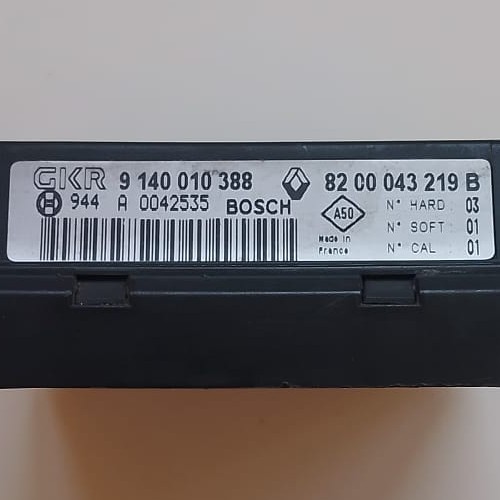 GKR 9 140 010 388 82 00 043 219 B
944 A 0042535 BOSCH A50 N° HARD : 03
N° SOFT : 01
Made in France N° CAL : 01